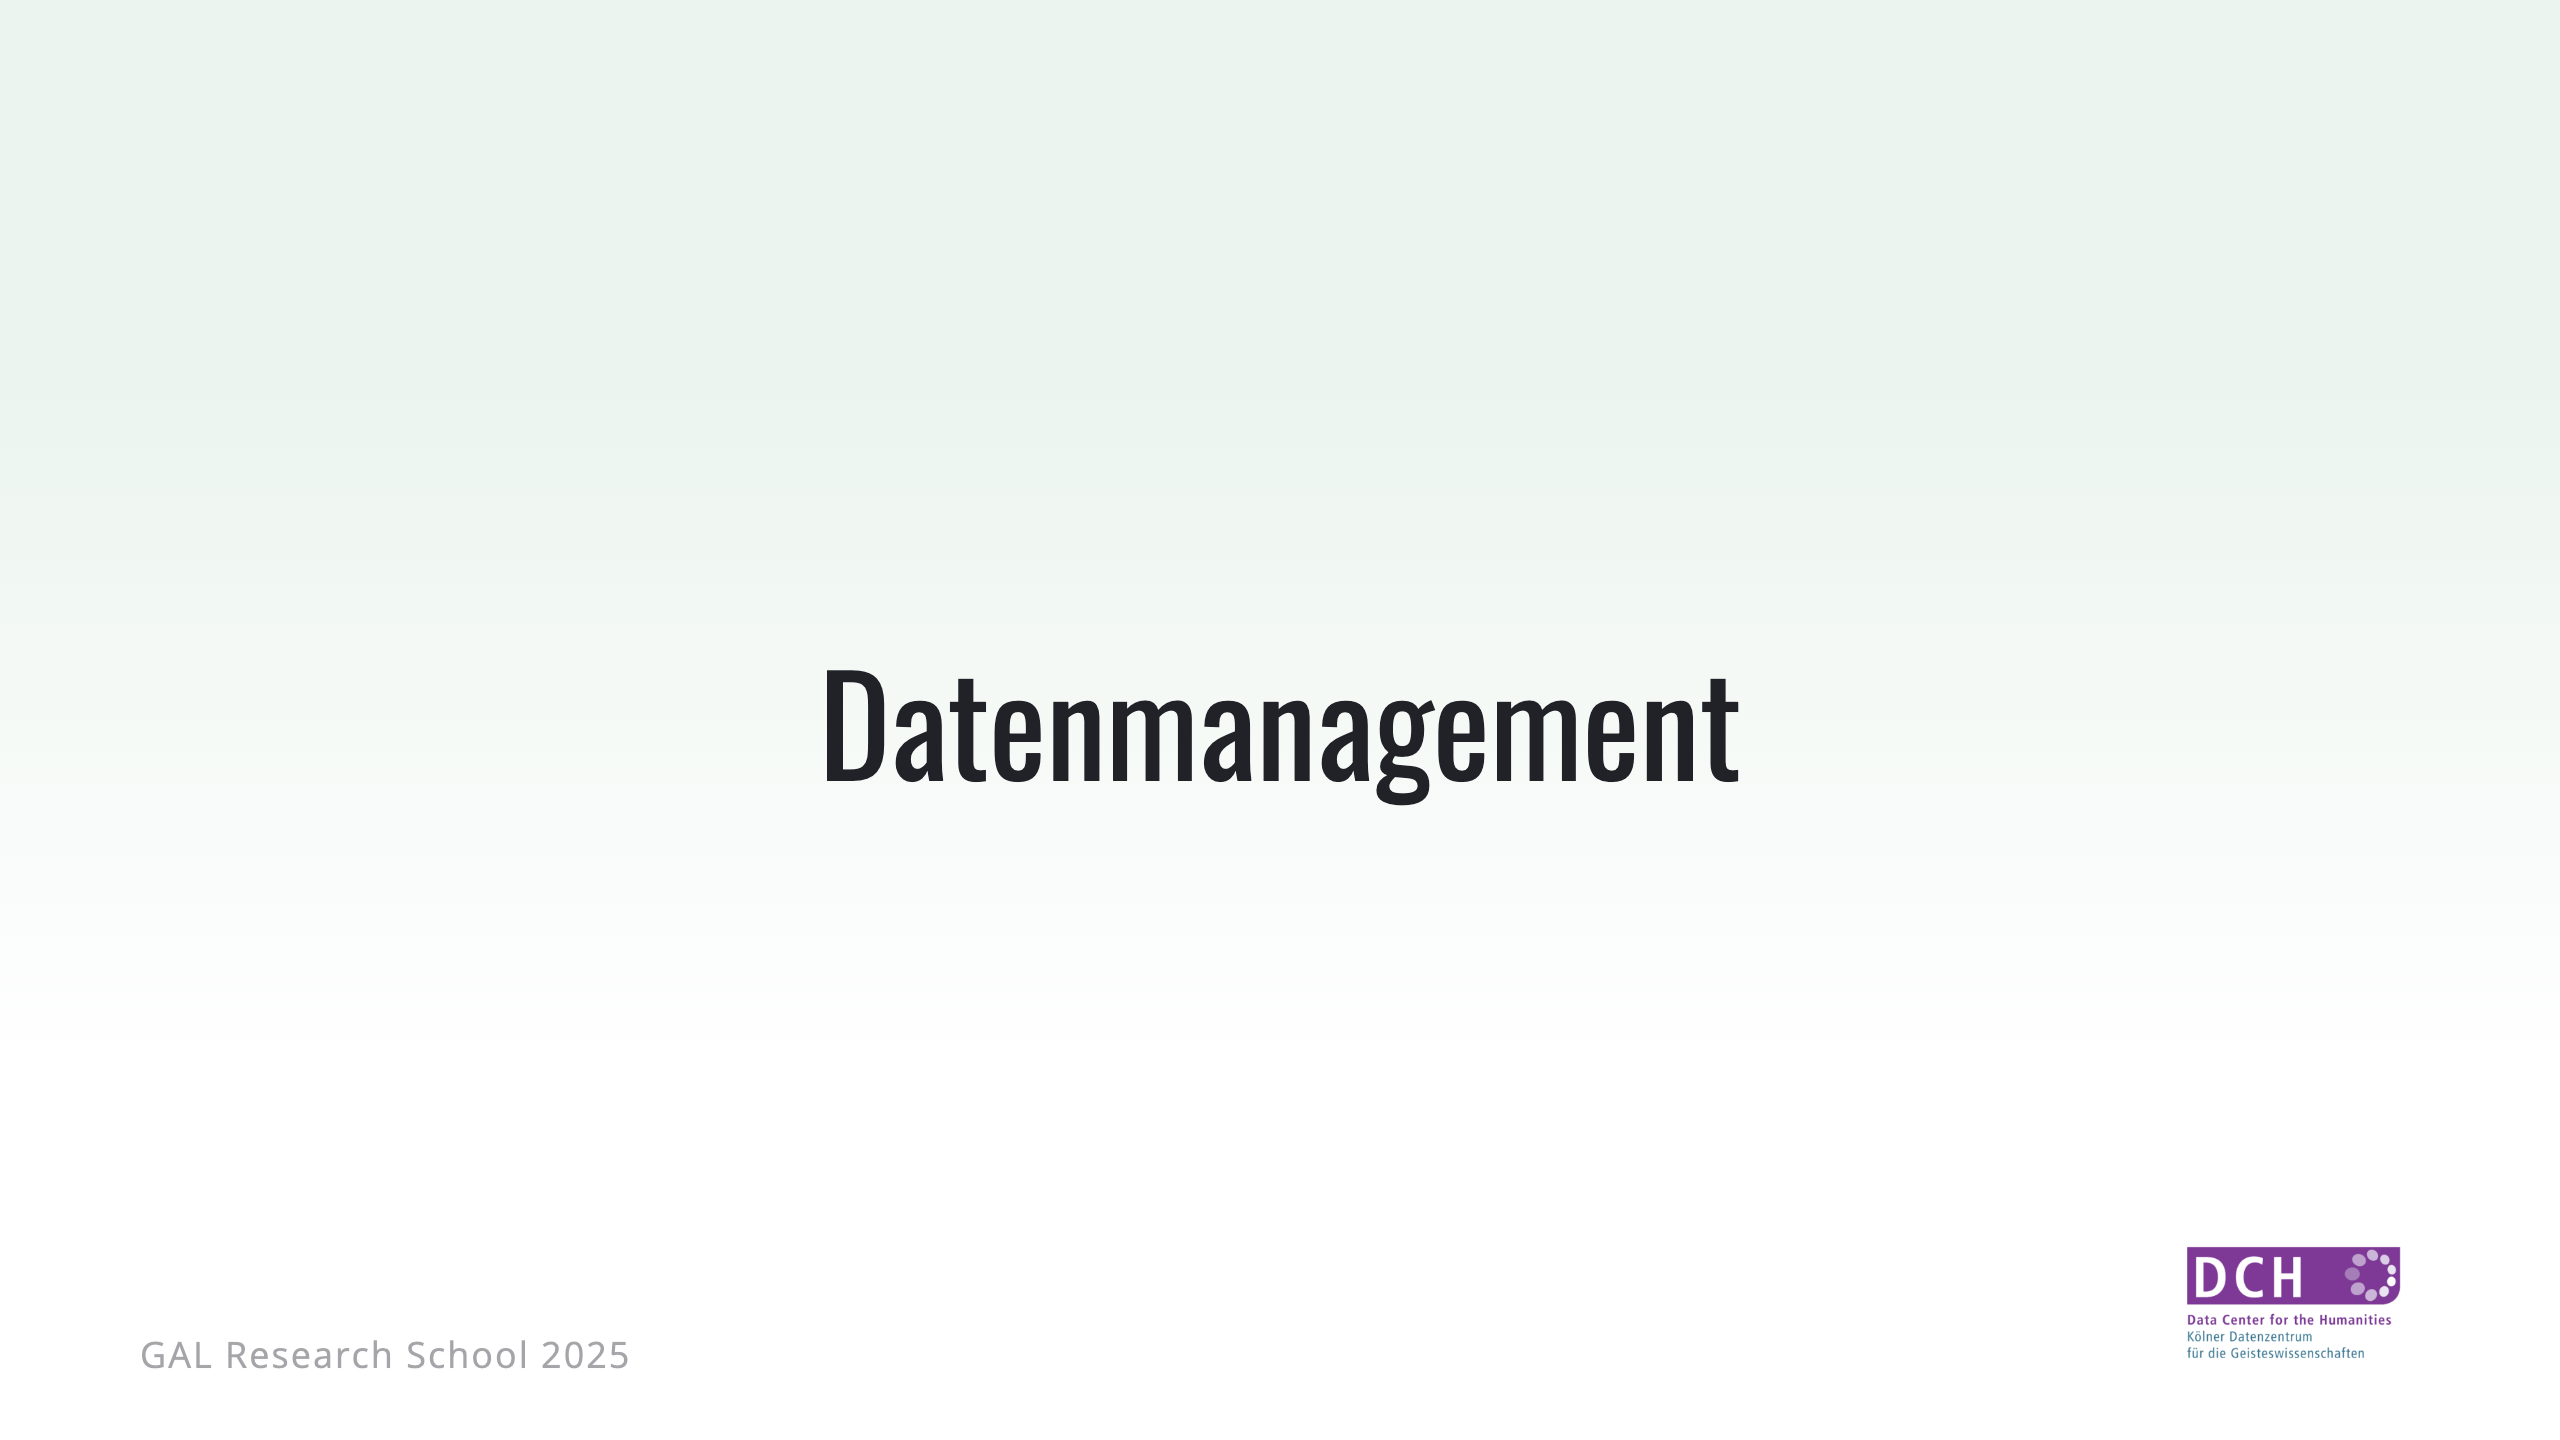 Datenmanagement
GAL Research School 2025
DCH
Data Center for the Humanities
Kölner Datenzentrum
für die Geisteswissenschaften